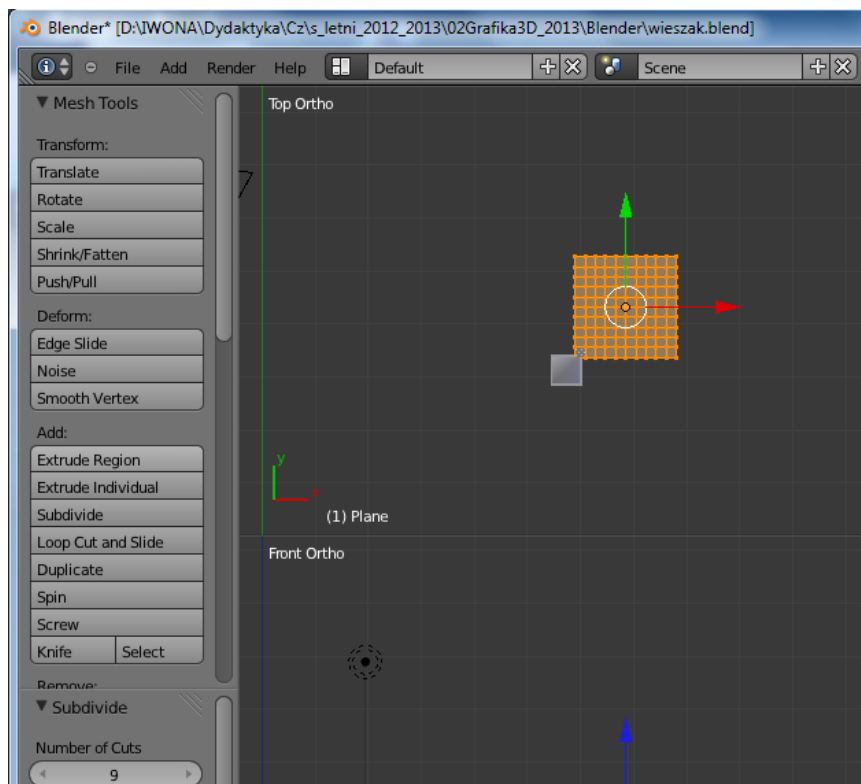 Blender* [D:\IWONA\Dydaktyka\Cz\s_letni_2012_2013\02Grafika3D_2013\Blender\wieszak.blend]
File Add Render Help Default Scene
Mesh Tools
Transform:
Translate
Rotate
Scale
Shrink/Fatten
Push/Pull
Deform:
Edge Slide
Noise
Smooth Vertex
Add:
Extrude Region
Extrude Individual
Subdivide
Loop Cut and Slide
Duplicate
Spin
Screw
Knife Select
Remove:
Subdivide
Number of Cuts
9
Top Ortho
y
x
(1) Plane
Front Ortho